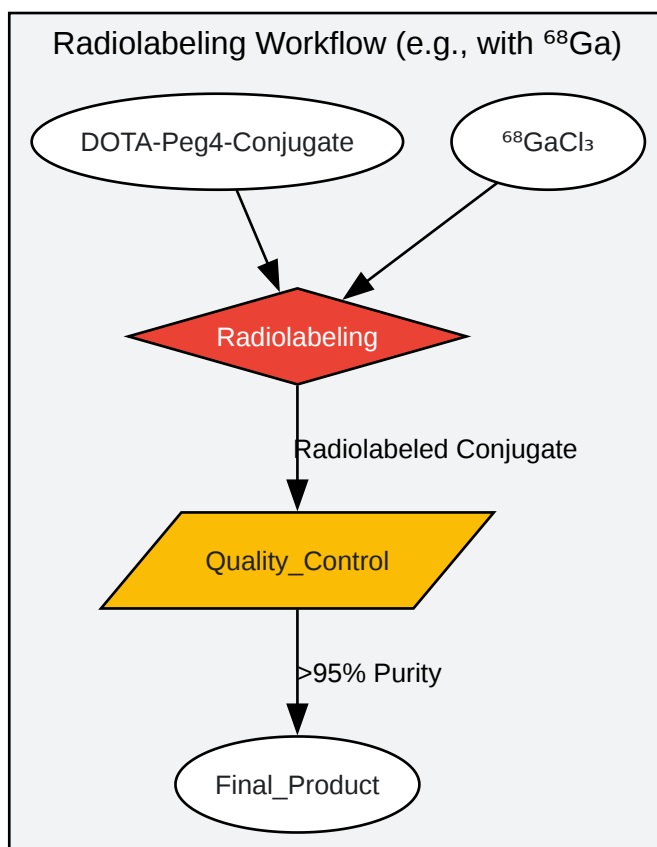 Radiolabeling Workflow (e.g., with ⁶⁸Ga)
DOTA-Peg4-Conjugate
⁶⁸GaCl₃
Radiolabeling
Radiolabeled Conjugate
Quality_Control
>95% Purity
Final_Product